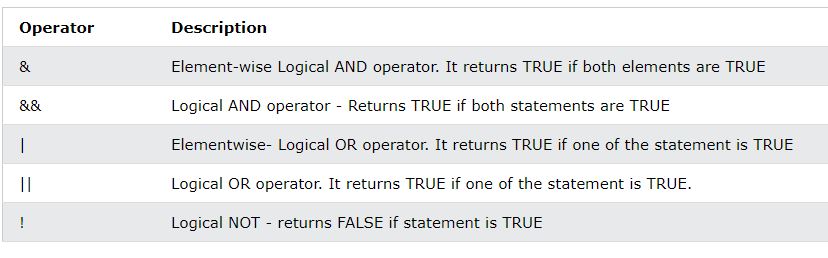 Operator Description
& Element-wise Logical AND operator. It returns TRUE if both elements are TRUE
&& Logical AND operator - Returns TRUE if both statements are TRUE
| Elementwise- Logical OR operator. It returns TRUE if one of the statement is TRUE
|| Logical OR operator. It returns TRUE if one of the statement is TRUE.
! Logical NOT - returns FALSE if statement is TRUE